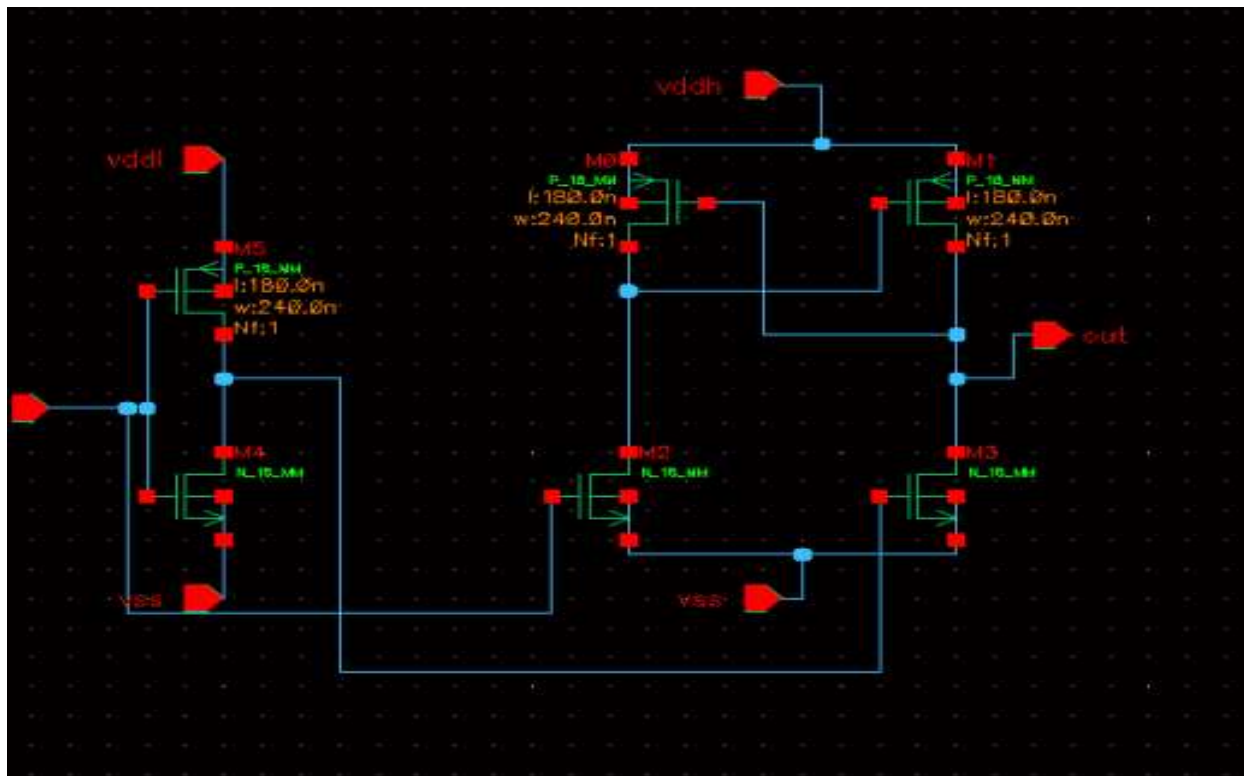 vddh
vddl
M0
P_18_MM
l:180.0n
w:240.0n
Nf:1
M1
P_18_MM
l:180.0n
w:240.0n
Nf:1
M5
P_18_MM
l:180.0n
w:240.0n
Nf:1
out
M4
N_18_MM
M2
N_18_MM
M3
N_18_MM
vss
vss